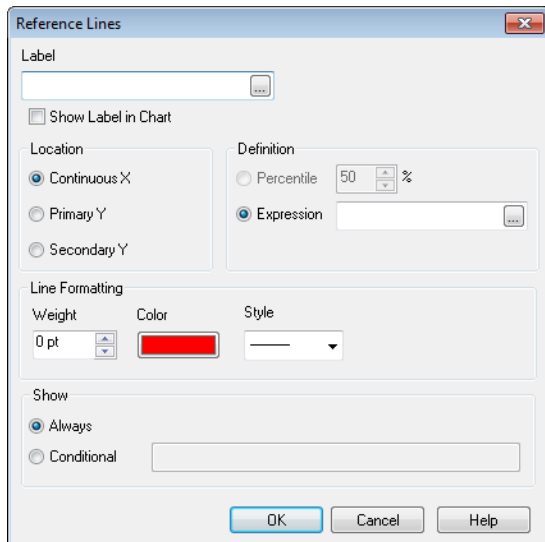 Reference Lines
Label
...
Show Label in Chart
Location
Continuous X
Primary Y
Secondary Y
Definition
Percentile 50 %
Expression ...
Line Formatting
Weight Color Style
0 pt
Show
Always
Conditional
OK Cancel Help